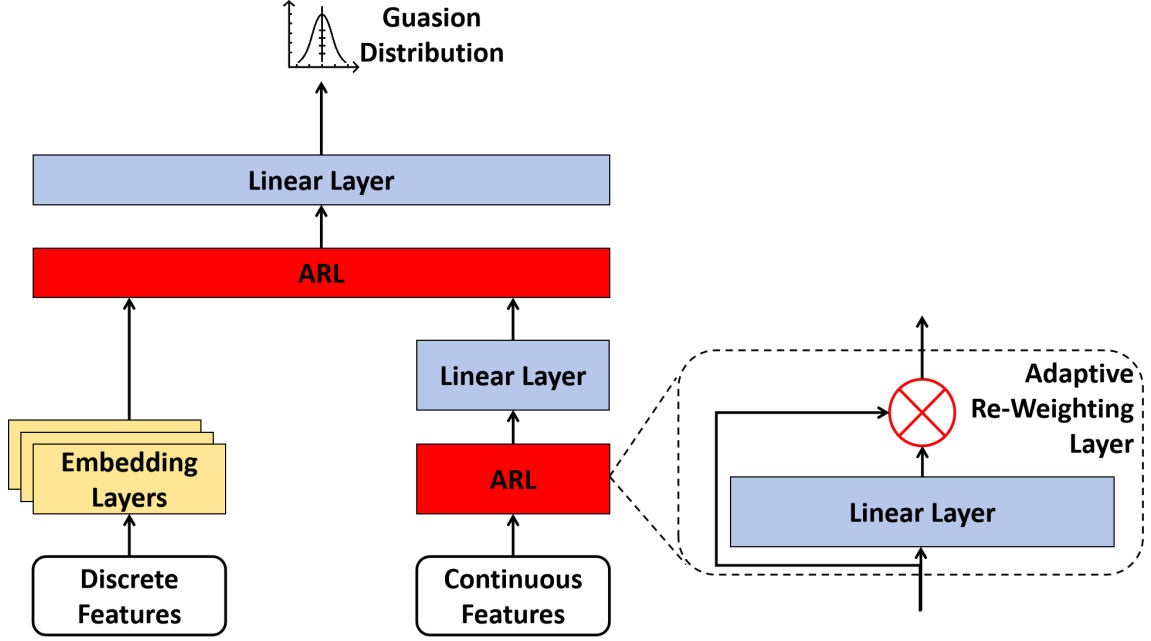 Guasion
Distribution
Linear Layer
ARL
Linear Layer
Embedding
Layers
ARL
Discrete
Features
Continuous
Features
Adaptive
Re-Weighting
Layer
Linear Layer